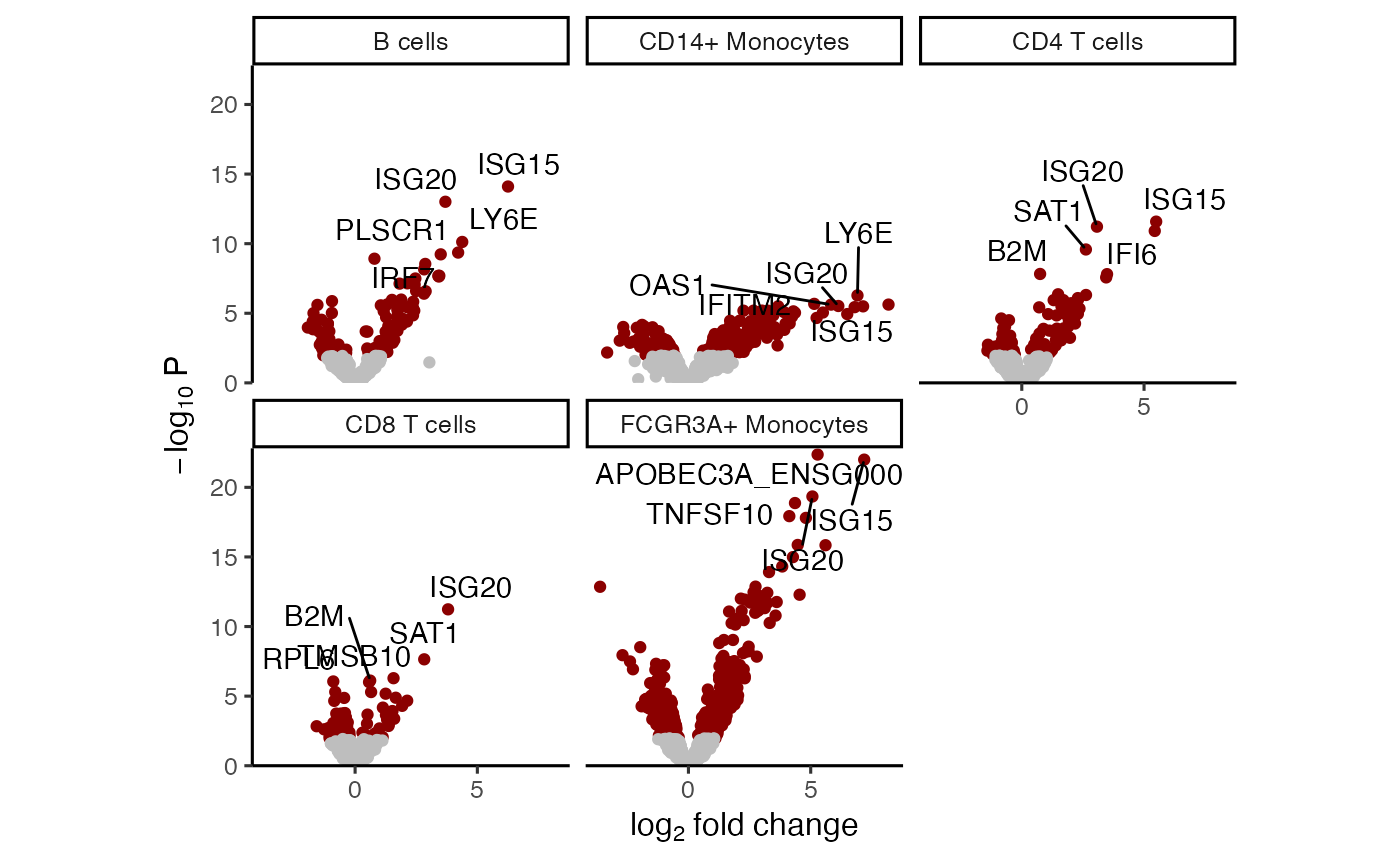 B cells
CD14+ Monocytes
CD4 T cells
20
15
10
5
0
ISG15
ISG20
LY6E
PLSCR1
IRF7
LY6E
ISG20
OAS1
IFITM2
ISG15
ISG20
ISG15
SAT1
B2M
IFI6
0
5
− log10 P
CD8 T cells
FCGR3A+ Monocytes
20
15
10
5
0
ISG20
B2M
SAT1
RPL6
TMSB10
APOBEC3A_ENSG000
TNFSF10
ISG15
ISG20
0
5
0
5
log2 fold change